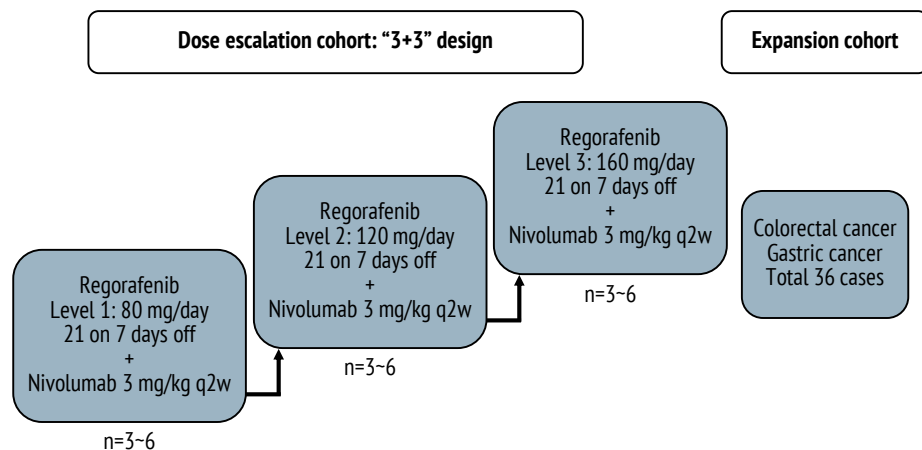 Dose escalation cohort: “3+3” design
Expansion cohort
Regorafenib
Level 1: 80 mg/day
21 on 7 days off
+
Nivolumab 3 mg/kg q2w
n=3~6
Regorafenib
Level 2: 120 mg/day
21 on 7 days off
+
Nivolumab 3 mg/kg q2w
n=3~6
Regorafenib
Level 3: 160 mg/day
21 on 7 days off
+
Nivolumab 3 mg/kg q2w
n=3~6
Colorectal cancer
Gastric cancer
Total 36 cases